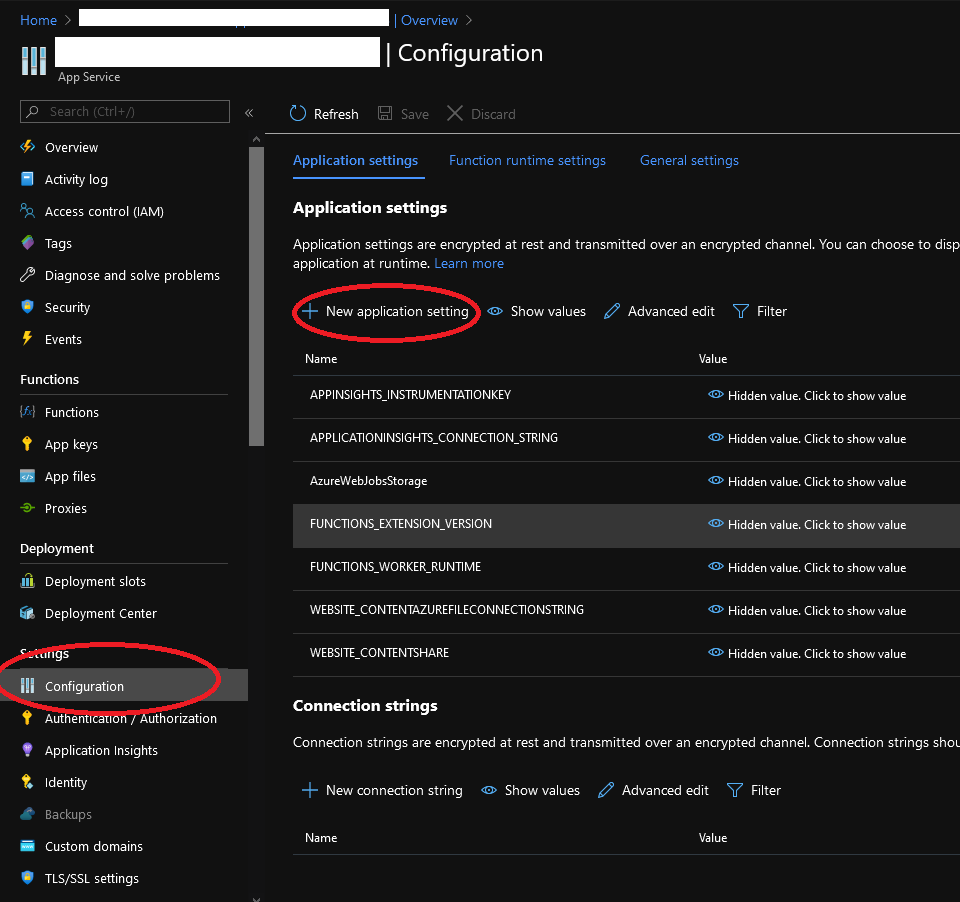 Home > | Overview >
| Configuration
App Service
Search (Ctrl+/)
«
Refresh Save Discard
Overview
Activity log
Access control (IAM)
Tags
Diagnose and solve problems
Security
Events
Functions
Functions
App keys
App files
Proxies
Deployment
Deployment slots
Deployment Center
Settings
Configuration
Authentication / Authorization
Application Insights
Identity
Backups
Custom domains
TLS/SSL settings
Application settings Function runtime settings General settings
Application settings
Application settings are encrypted at rest and transmitted over an encrypted channel. You can choose to disp
application at runtime. Learn more
New application setting Show values Advanced edit Filter
Name Value
APPINSIGHTS_INSTRUMENTATIONKEY Hidden value. Click to show value
APPLICATIONINSIGHTS_CONNECTION_STRING Hidden value. Click to show value
AzureWebJobsStorage Hidden value. Click to show value
FUNCTIONS_EXTENSION_VERSION Hidden value. Click to show value
FUNCTIONS_WORKER_RUNTIME Hidden value. Click to show value
WEBSITE_CONTENTAZUREFILECONNECTIONSTRING Hidden value. Click to show value
WEBSITE_CONTENTSHARE Hidden value. Click to show value
Connection strings
Connection strings are encrypted at rest and transmitted over an encrypted channel. Connection strings shou
New connection string Show values Advanced edit Filter
Name Value